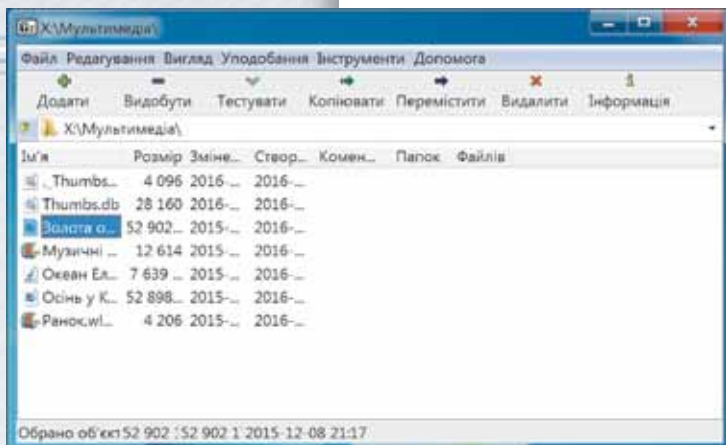 X:\Мультимедіа\
Файл Редагування Вигляд Уподобання Інструменти Допомога
Додати Видобути Тестувати Копіювати Перемістити Видалити Інформація
X:\Мультимедіа\
Ім'я Розмір Зміне... Створ... Комен... Папок Файлів
._Thumbs... 4 096 2016-... 2016-...
Thumbs.db 28 160 2016-... 2016-...
Золота о... 52 902... 2015-... 2016-...
Музичні ... 12 614 2015-... 2016-...
Океан Ел... 7 639 ... 2015-... 2016-...
Осінь у К... 52 898... 2015-... 2016-...
Ранок.wl... 4 206 2015-... 2016-...
Обрано об'єкт 52 902 52 902 1 2015-12-08 21:17